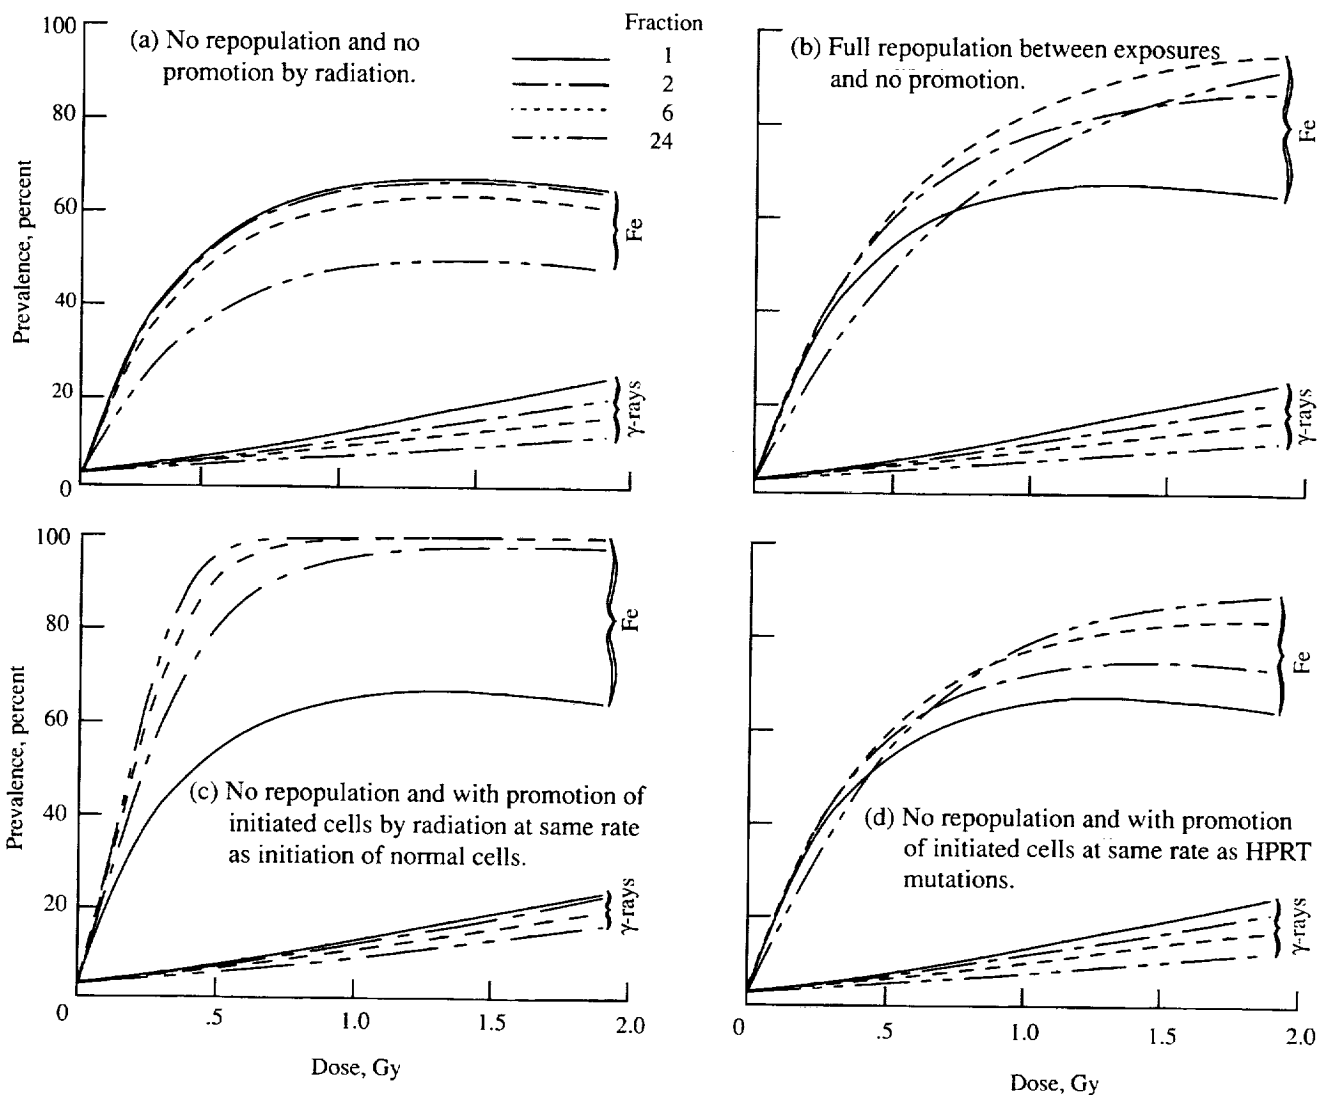 Fraction
1
2
6
24
(a) No repopulation and no
promotion by radiation.
100
80
60
40
20
0
Prevalence, percent
Fe
γ-rays
(b) Full repopulation between exposures
and no promotion.
Fe
γ-rays
100
80
60
40
20
0
Prevalence, percent
(c) No repopulation and with promotion of
initiated cells by radiation at same rate
as initiation of normal cells.
Fe
γ-rays
.5
1.0
1.5
2.0
Dose, Gy
(d) No repopulation and with promotion
of initiated cells at same rate as HPRT
mutations.
Fe
γ-rays
0
.5
1.0
1.5
2.0
Dose, Gy